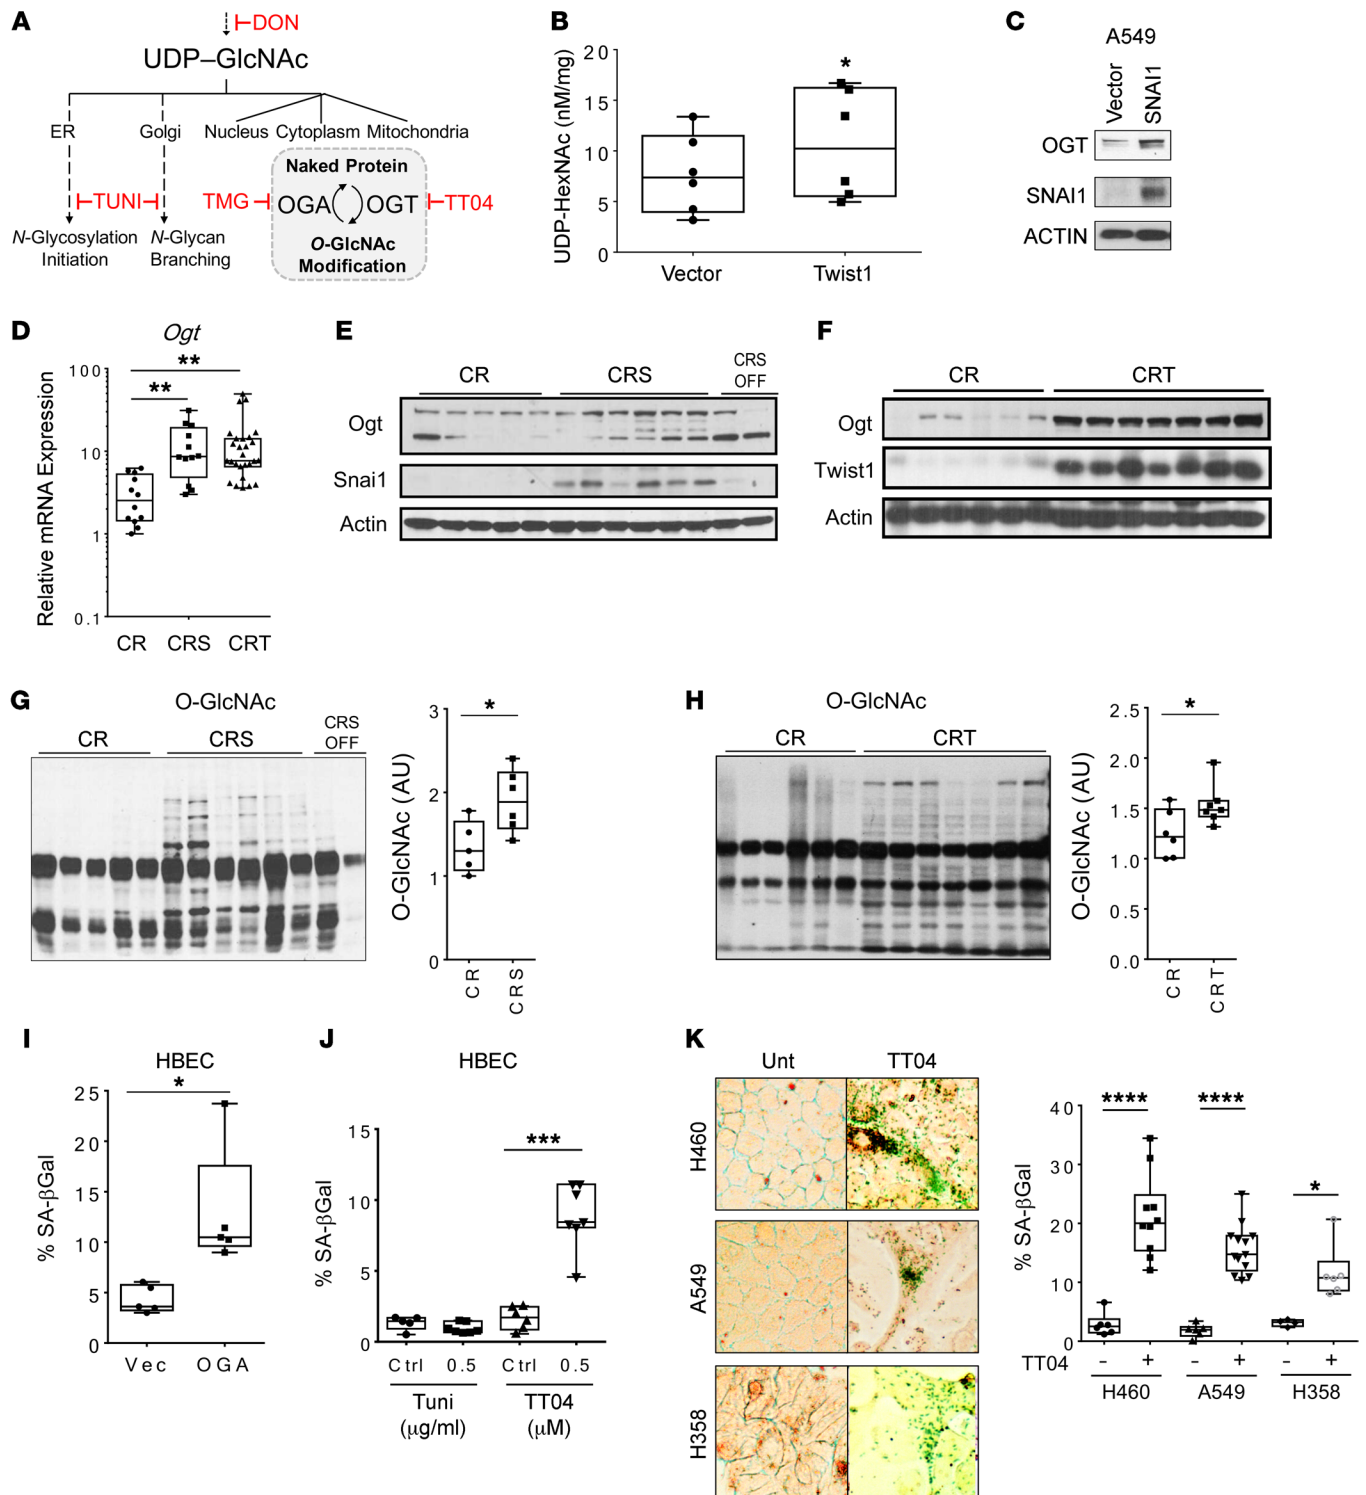 A
DON
UDP–GlcNAc
ER
Golgi
Nucleus Cytoplasm Mitochondria
Naked Protein
TUNI
TMG
OGA
OGT
TT04
N-Glycosylation
Initiation
N-Glycan
Branching
O-GlcNAc
Modification
B
UDP-HexNAc (nM/mg)
20
15
10
5
0
*
Vector
Twist1
C
A549
Vector
SNAI1
OGT
SNAI1
ACTIN
D
Ogt
Relative mRNA Expression
100
10
1
0.1
**
**
CR
CRS
CRT
E
CR
CRS
CRS
OFF
Ogt
Snai1
Actin
F
CR
CRT
Ogt
Twist1
Actin
G
O-GlcNAc
CR
CRS
CRS
OFF
O-GlcNAc (AU)
3
2
1
0
*
CR
CRS
H
O-GlcNAc
CR
CRT
O-GlcNAc (AU)
2.5
2.0
1.5
1.0
0.5
0.0
*
CR
CRT
I
HBEC
% SA-βGal
25
20
15
10
5
0
*
Vec
OGA
J
HBEC
% SA-βGal
15
10
5
0
***
Ctrl
0.5
Ctrl
0.5
Tuni
(μg/ml)
TT04
(μM)
K
Unt
TT04
H460
A549
H358
% SA-βGal
40
30
20
10
0
****
****
*
TT04
-
+
-
+
-
+
H460
A549
H358